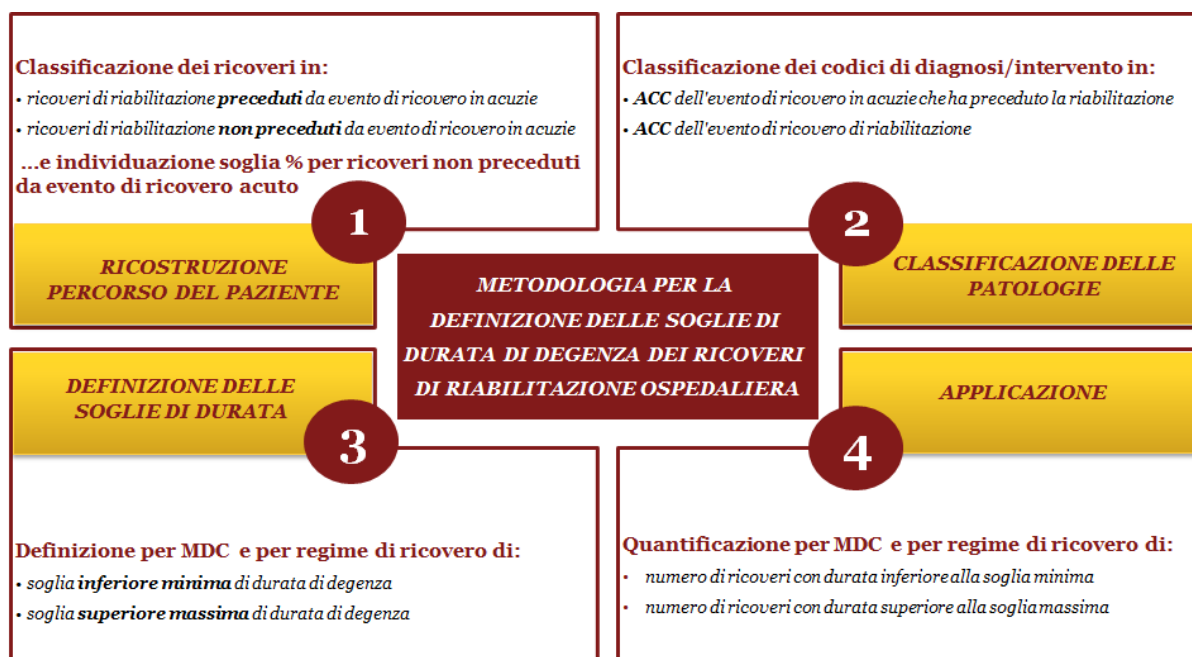 Classificazione dei ricoveri in:
• ricoveri di riabilitazione preceduti da evento di ricovero in acuzie
• ricoveri di riabilitazione non preceduti da evento di ricovero in acuzie
...e individuazione soglia % per ricoveri non preceduti
da evento di ricovero acuto
1
RICOSTRUZIONE
PERCORSO DEL PAZIENTE
Classificazione dei codici di diagnosi/intervento in:
• ACC dell'evento di ricovero in acuzie che ha preceduto la riabilitazione
• ACC dell'evento di ricovero di riabilitazione
2
CLASSIFICAZIONE DELLE
PATOLOGIE
METODOLOGIA PER LA
DEFINIZIONE DELLE SOGLIE DI
DURATA DI DEGENZA DEI RICOVERI
DI RIABILITAZIONE OSPEDALIERA
DEFINIZIONE DELLE
SOGLIE DI DURATA
3
Definizione per MDC e per regime di ricovero di:
• soglia inferiore minima di durata di degenza
• soglia superiore massima di durata di degenza
APPLICAZIONE
4
Quantificazione per MDC e per regime di ricovero di:
• numero di ricoveri con durata inferiore alla soglia minima
• numero di ricoveri con durata superiore alla soglia massima